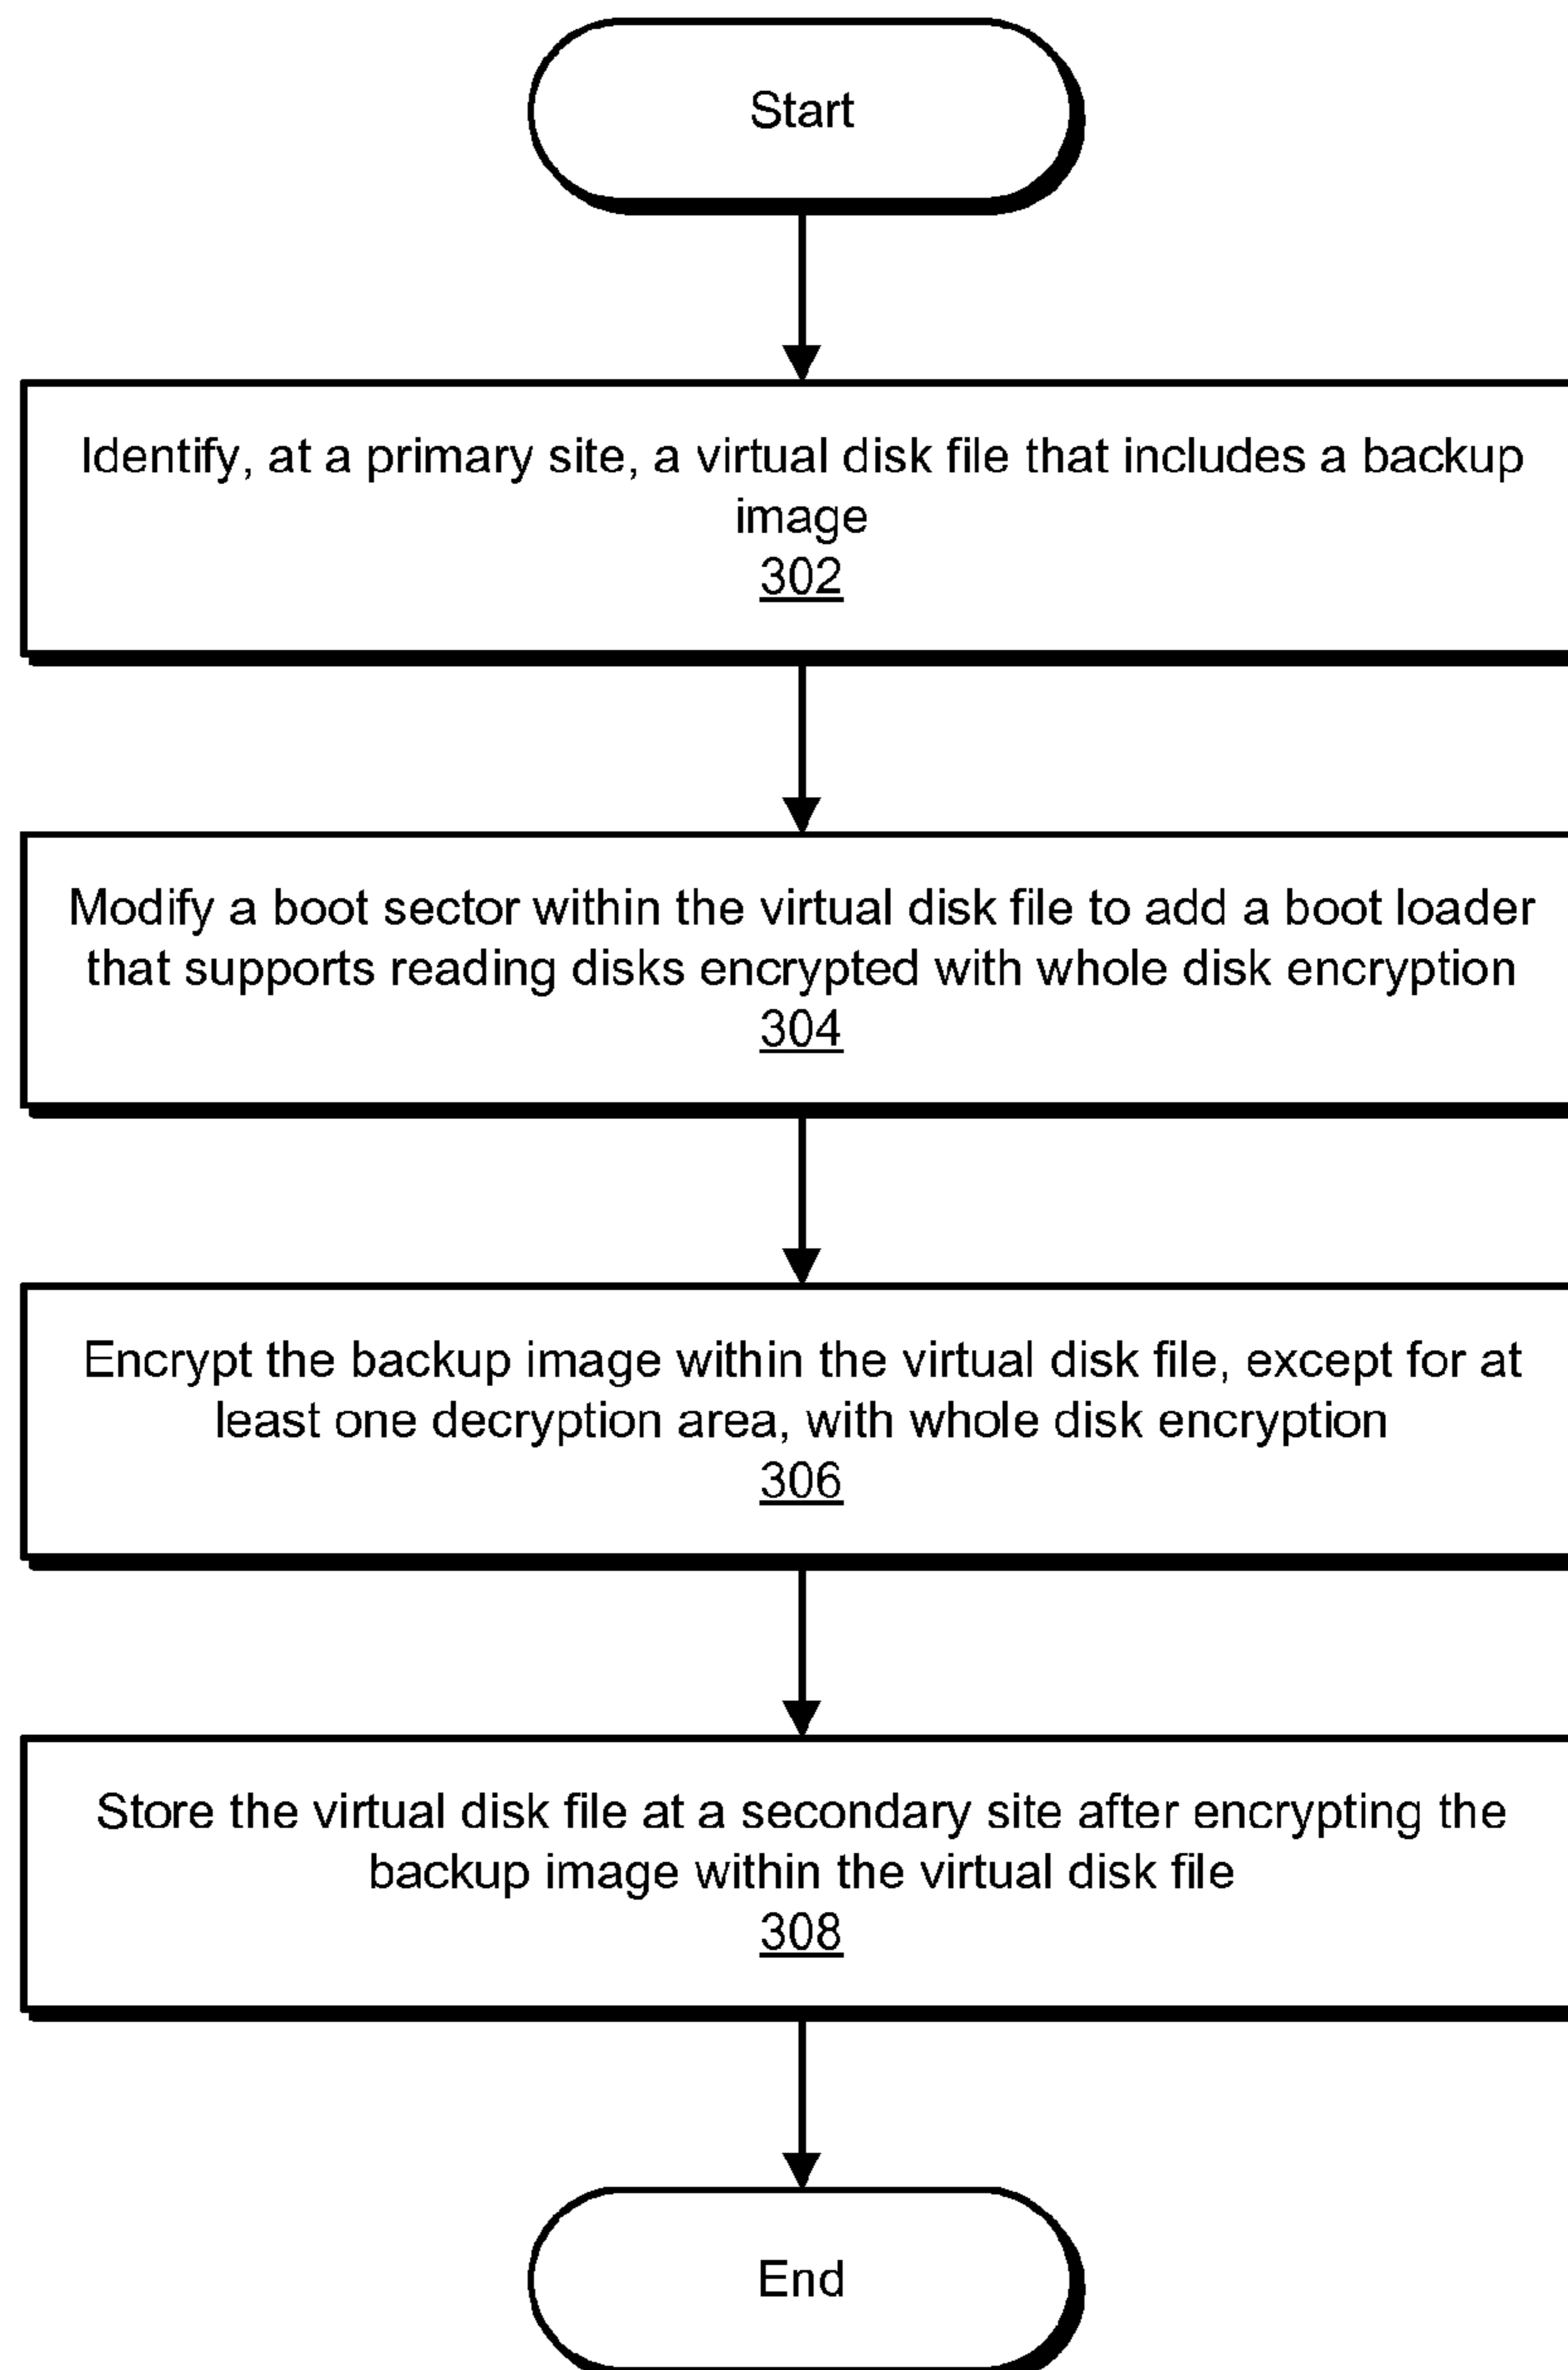 Start
Identify, at a primary site, a virtual disk file that includes a backup
image
302
Modify a boot sector within the virtual disk file to add a boot loader
that supports reading disks encrypted with whole disk encryption
304
Encrypt the backup image within the virtual disk file, except for at
least one decryption area, with whole disk encryption
306
Store the virtual disk file at a secondary site after encrypting the
backup image within the virtual disk file
308
End